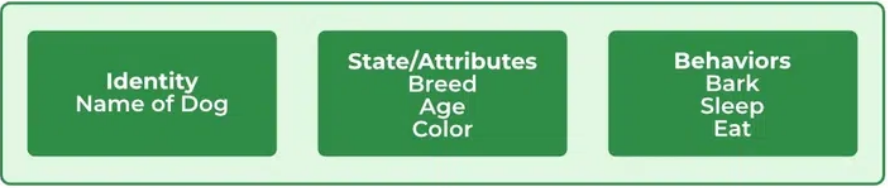 Identity
Name of Dog
State/Attributes
Breed
Age
Color
Behaviors
Bark
Sleep
Eat